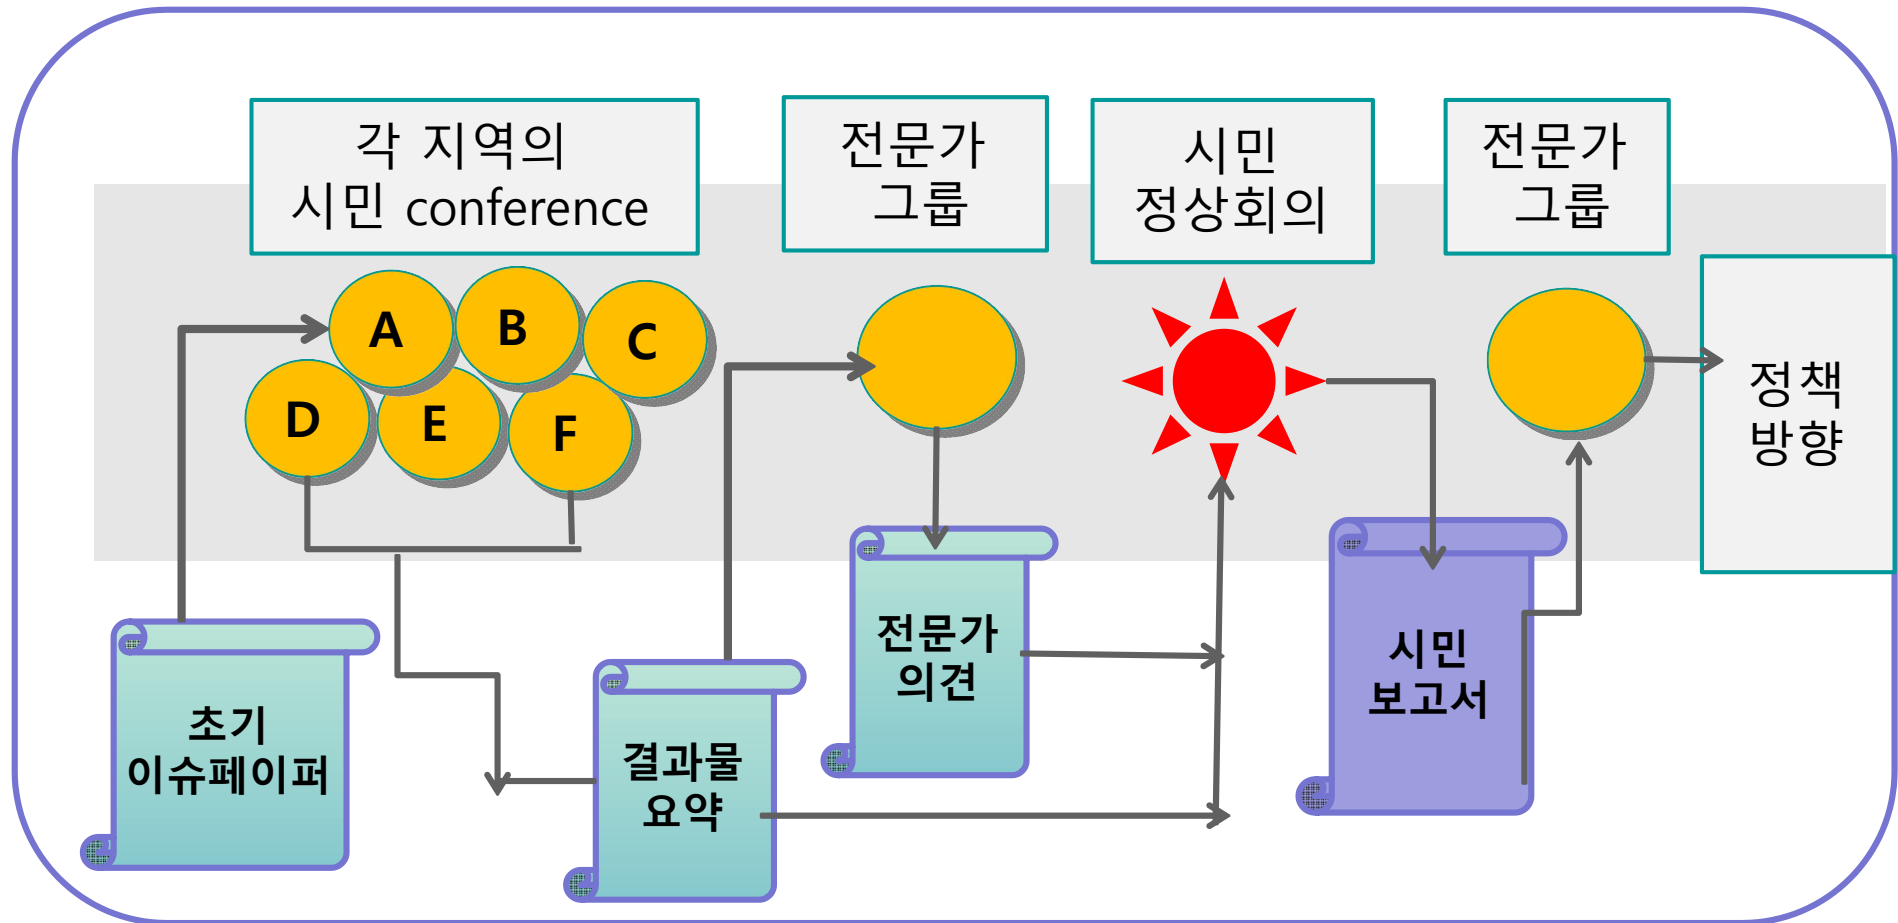 각 지역의
시민 conference
전문가
그룹
시민
정상회의
전문가
그룹
A
B
C
D
E
F
정책
방향
전문가
의견
시민
보고서
초기
이슈페이퍼
결과물
요약